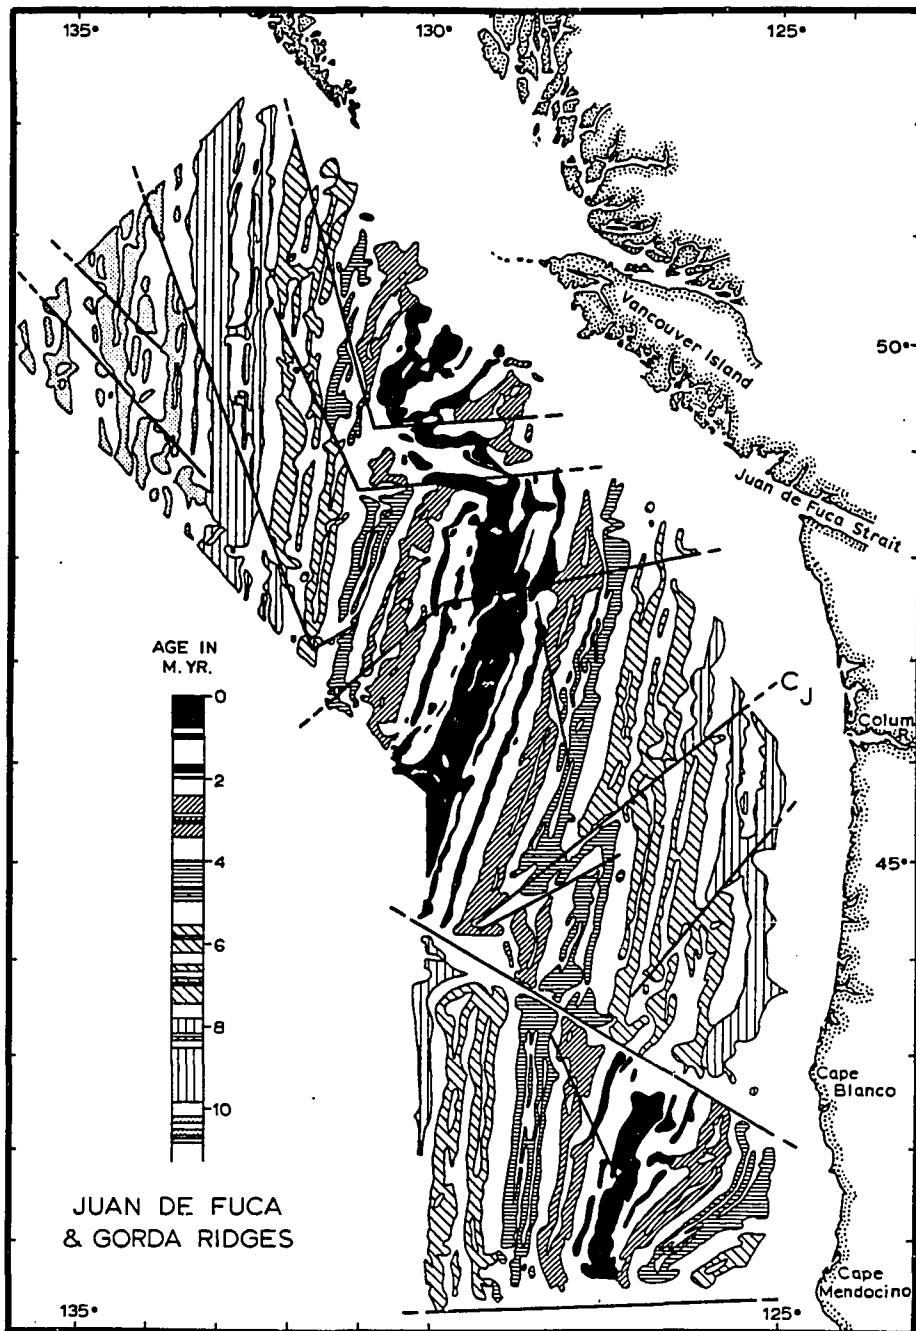 135°
130°
125°
Vancouver Island
50°
Juan de Fuca Strait
AGE IN
M. YR.
0
2
4
6
8
10
CJ
Colum
R.
45°
Cape
Blanco
JUAN DE FUCA
& GORDA RIDGES
Cape
Mendocino
135°
125°